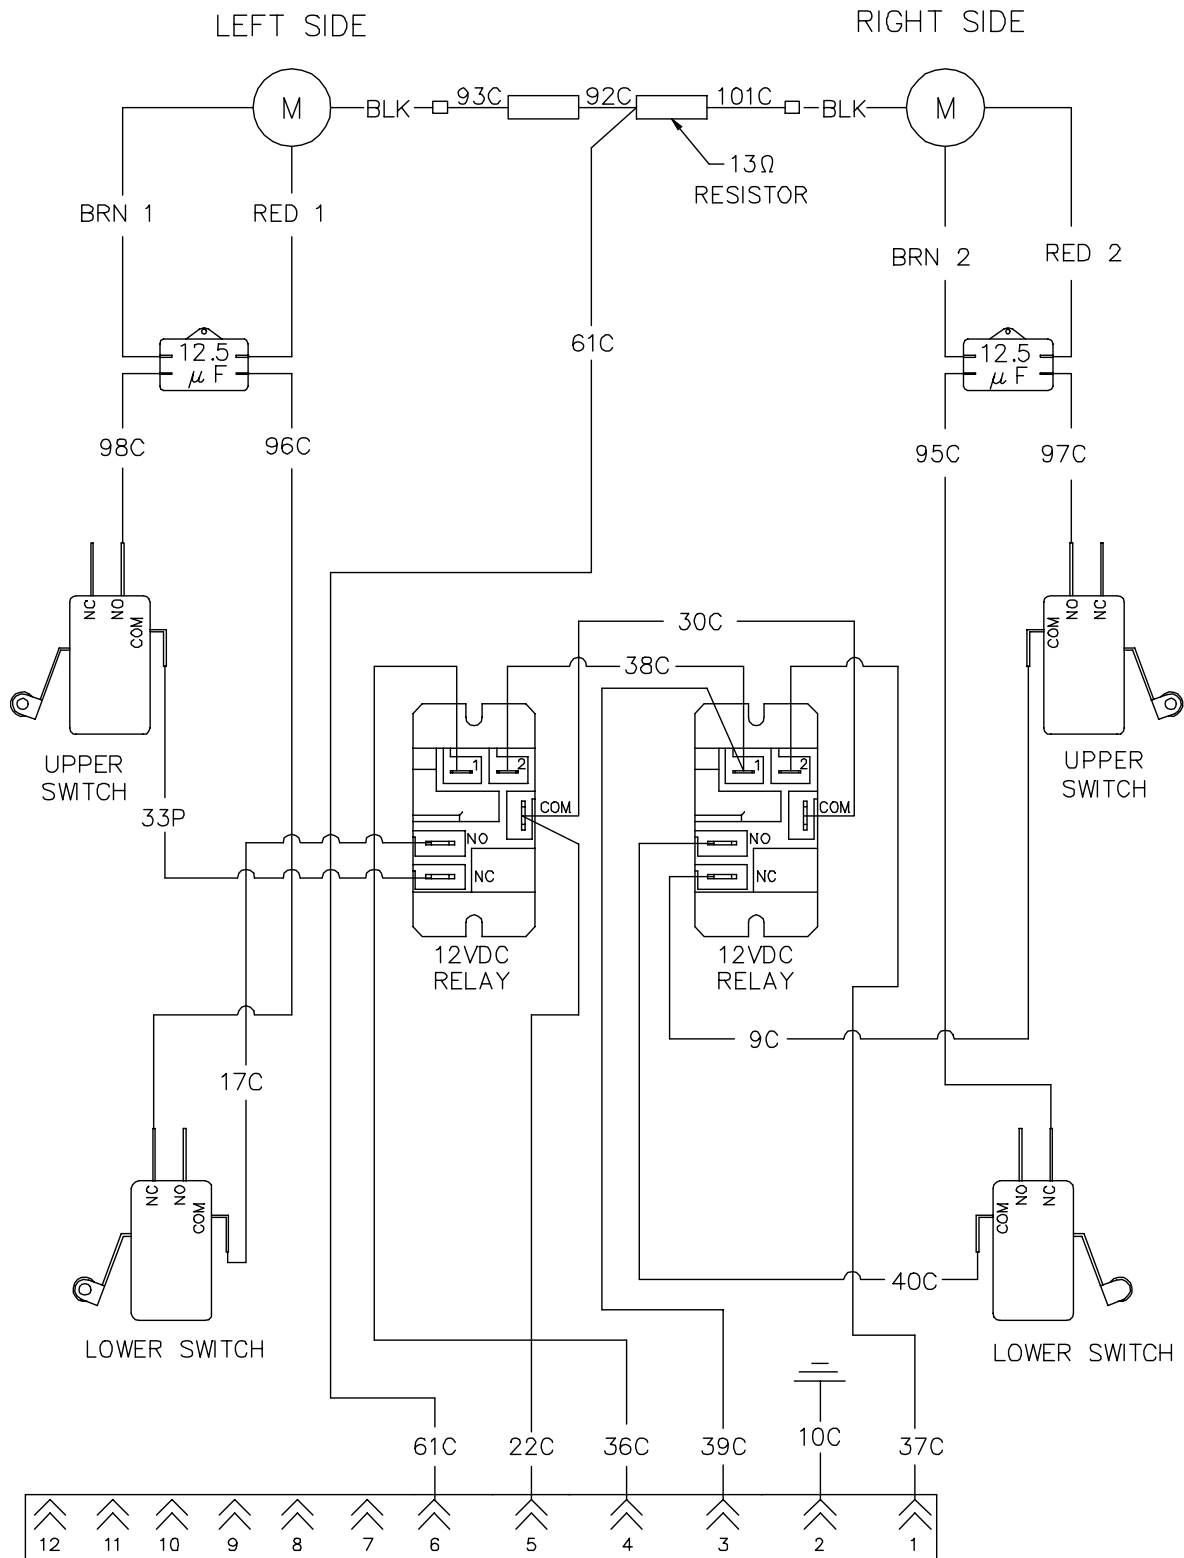 LEFT SIDE
RIGHT SIDE
M
BLK
93C
92C
101C
BLK
M
13Ω
RESISTOR
BRN 1
RED 1
BRN 2
RED 2
61C
12.5
μF
12.5
μF
98C
96C
95C
97C
NC
NO
COM
COM
NO
NC
30C
38C
UPPER
SWITCH
UPPER
SWITCH
1
2
COM
1
2
COM
33P
NO
NC
NO
NC
12VDC
RELAY
12VDC
RELAY
9C
17C
NC
NO
COM
COM
NO
NC
40C
LOWER SWITCH
LOWER SWITCH
61C
22C
36C
39C
10C
37C
12
11
10
9
8
7
6
5
4
3
2
1